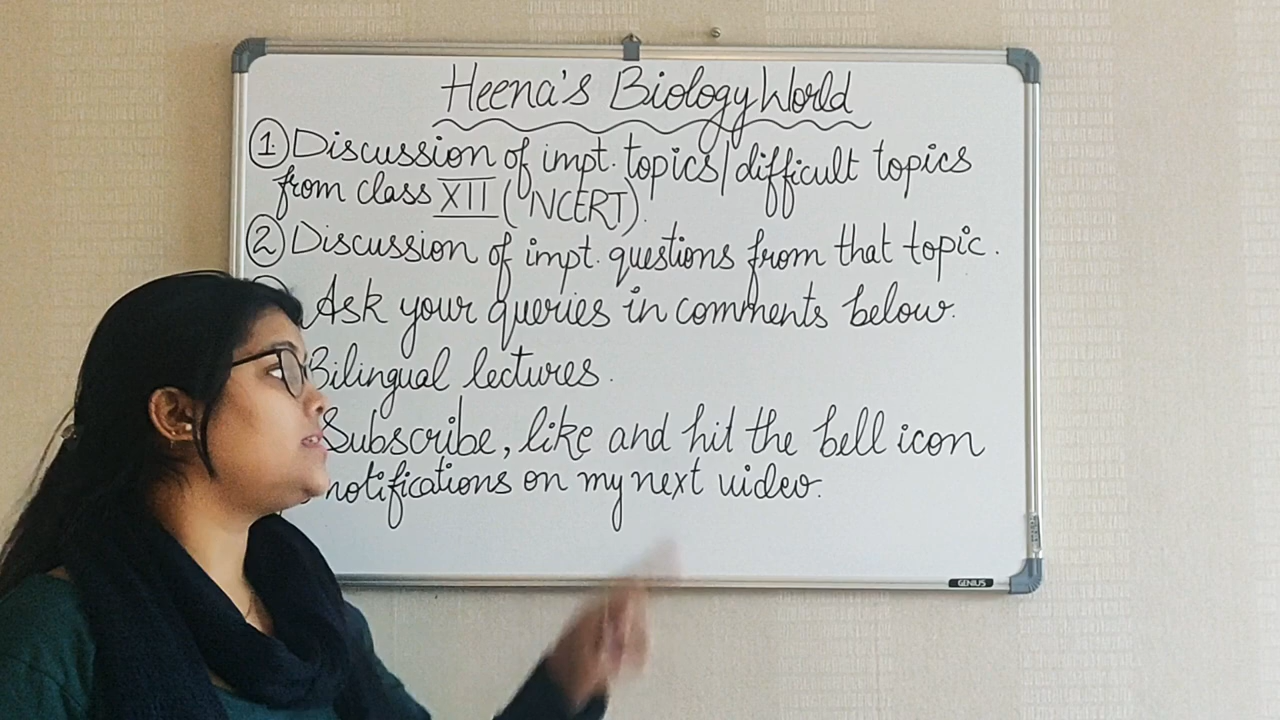 Heena's Biology World
1. Discussion of impt. topics/difficult topics
from class XII (NCERT).
2 Discussion of impt. questions from that topic.
Ask your queries in comments below.
Bilingual lectures.
Subscribe, like and hit the bell icon
notifications on my next video.
GENIUS